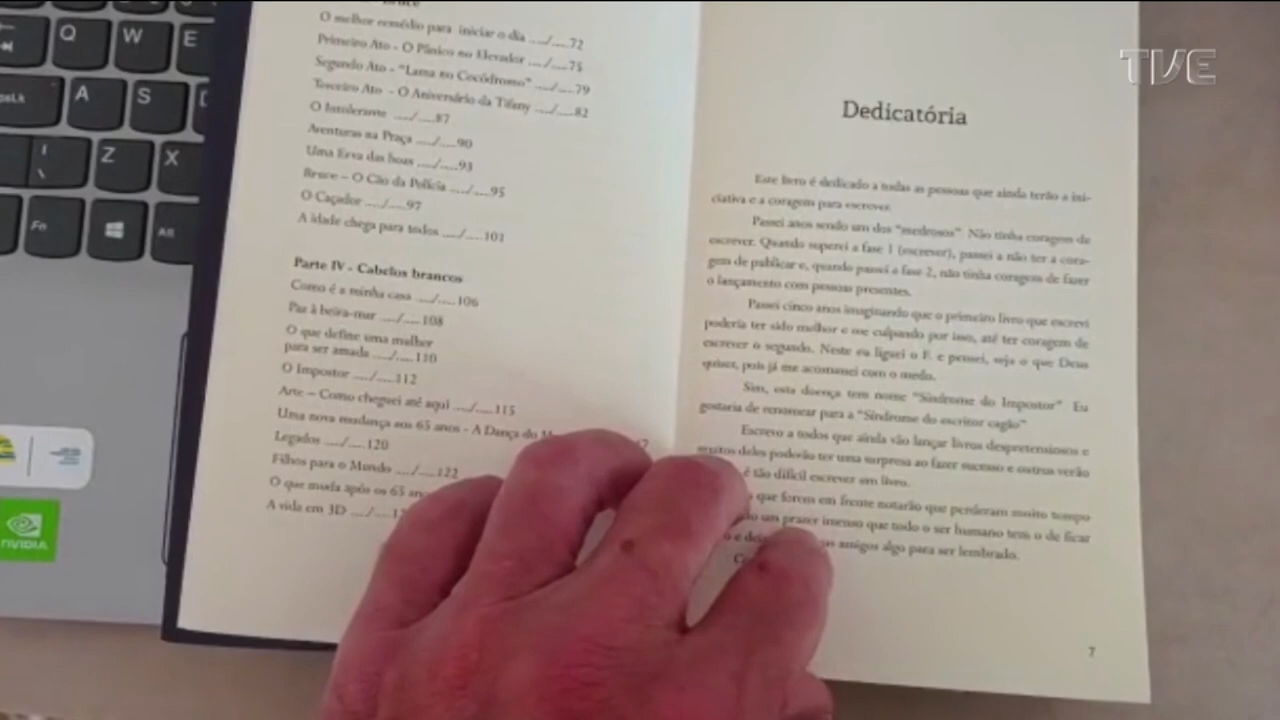 Bruce
O melhor remédio para iniciar o dia ..../.....72
Primeiro Ato - O Pânico no Elevador ..../.....75
Segundo Ato - "Lama no Cocódromo" ..../.....79
Terceiro Ato - O Aniversário da Tifany ..../.....82
O Intolerante ..../.....87
Aventuras na Praça ..../.....90
Uma Erva das boas ..../.....93
Bruce – O Cão da Polícia ..../.....95
O Caçador ..../.....97
A idade chega para todos ..../.....101
Parte IV - Cabelos brancos
Como é a minha casa ..../.....106
Paz à beira-mar ..../.....108
O que define uma mulher
para ser amada ..../.....110
O Impostor ..../.....112
Arte – Como cheguei até aqui ..../.....115
Uma nova mudança aos 65 anos - A Dança do
Legados ..../.....120
Filhos para o Mundo ..../.....122
O que muda após os 65
A vida em 3D ..../.....
Dedicatória
Este livro é dedicado a todas as pessoas que ainda terão a ini-
ciativa e a coragem para escrever.
Passei anos sendo um dos "medrosos". Não tinha coragem de
escrever. Quando superei a fase 1 (escrever), passei a não ter a cora-
gem de publicar e, quando passei a fase 2, não tinha coragem de fazer
o lançamento com pessoas presentes.
Passei cinco anos imaginando que o primeiro livro que escrevi
poderia ter sido melhor e me culpando por isso, até ter coragem de
escrever o segundo. Neste eu liguei o F. e pensei, seja o que Deus
quiser, pois já me acostumei com o medo.
Sim, esta doença tem nome "Síndrome do Impostor" Eu
gostaria de renomear para a "Síndrome do escritor cagão"
Escrevo a todos que ainda vão lançar livros despretensiosos e
muitos deles poderão ter uma surpresa ao fazer sucesso e outros verão
é tão difícil escrever um livro.
que forem em frente notarão que perderam muito tempo
um prazer imenso que todo o ser humano tem o de ficar
e amigos algo para ser lembrado.
7
TVE
Q W E
A S D
Z X
Fn Alt
NVIDIA